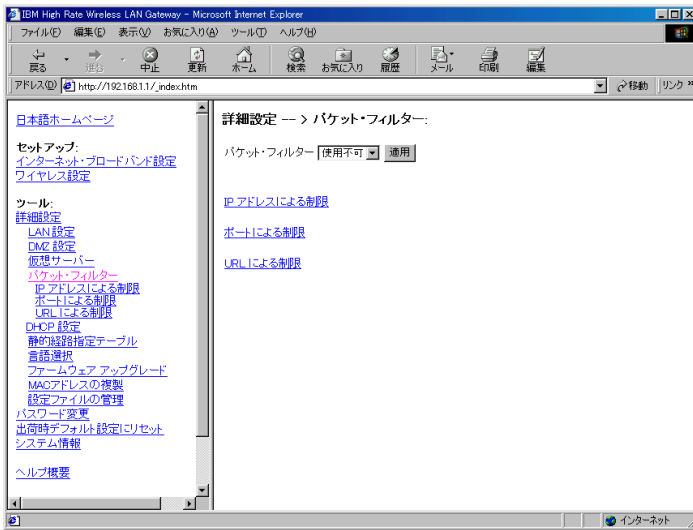 IBM High Rate Wireless LAN Gateway - Microsoft Internet Explorer
ファイル(F) 編集(E) 表示(V) お気に入り(A) ツール(T) ヘルプ(H)
戻る 進む 中止 更新 ホーム 検索 お気に入り 履歴 メール 印刷 編集
アドレス(D) http://192.168.1.1/_index.htm 移動 リンク »
日本語ホームページ
セットアップ:
インターネット・ブロードバンド設定
ワイヤレス設定
ツール:
詳細設定
LAN 設定
DMZ 設定
仮想サーバー
パケット・フィルター
IP アドレスによる制限
ポートによる制限
URL による制限
DHCP 設定
静的経路指定テーブル
言語選択
ファームウェア アップグレード
MACアドレスの複製
設定ファイルの管理
パスワード変更
出荷時デフォルト設定にリセット
システム情報
ヘルプ概要
詳細設定 --> パケット・フィルター:
パケット・フィルター 使用不可 適用
IP アドレスによる制限
ポートによる制限
URL による制限
インターネット